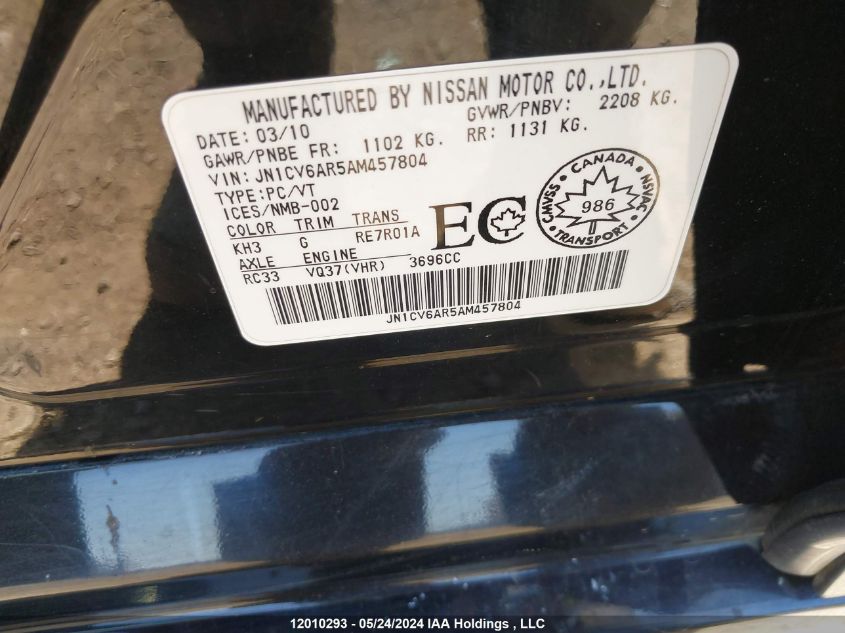 MANUFACTURED BY NISSAN MOTOR CO.,LTD.
DATE: 03/10 GVWR/PNBV: 2208 KG.
GAWR/PNBE FR: 1102 KG. RR: 1131 KG.
VIN: JN1CV6AR5AM457804
TYPE:PC/VT
ICES/NMB-002
COLOR TRIM TRANS
KH3 G RE7R01A
AXLE ENGINE
RC33 VQ37(VHR) 3696CC
EC
CANADA
CMVSS 986 NSVAC
TRANSPORT
JN1CV6AR5AM457804
12010293 - 05/24/2024 IAA Holdings , LLC